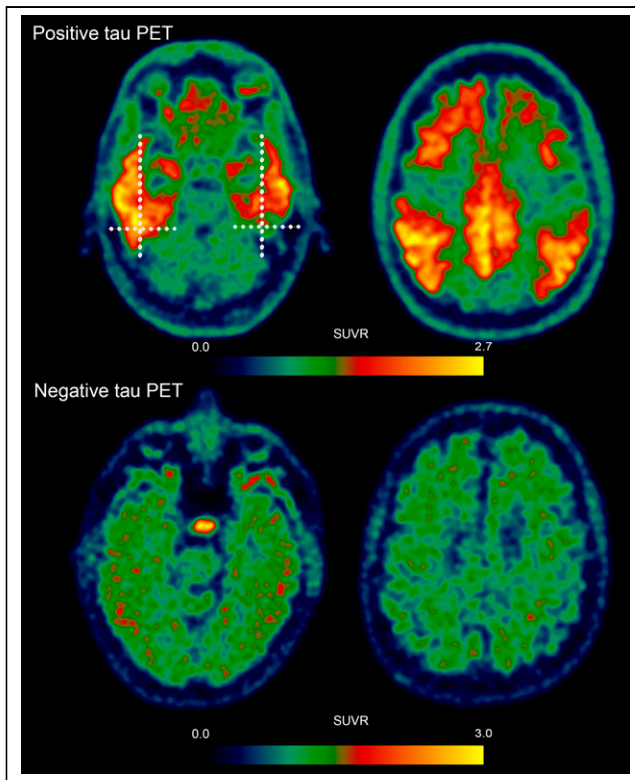 Positive tau PET
SUVR
0.0 2.7
Negative tau PET
SUVR
0.0 3.0